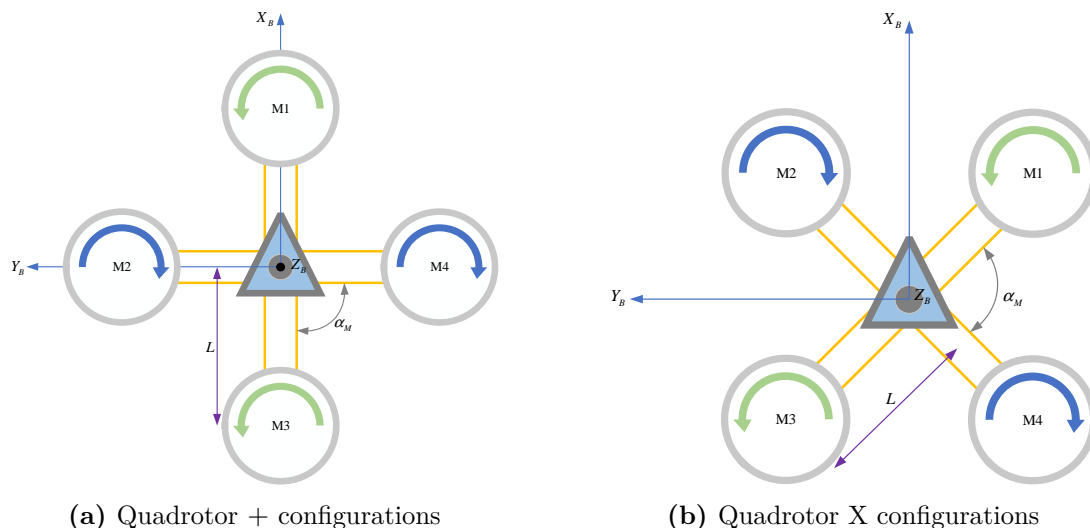 X_B
M1
Y_B
M2
Z_B
M4
α_M
L
M3
(a) Quadrotor + configurations
X_B
M2
M1
Y_B
Z_B
α_M
M3
L
M4
(b) Quadrotor X configurations